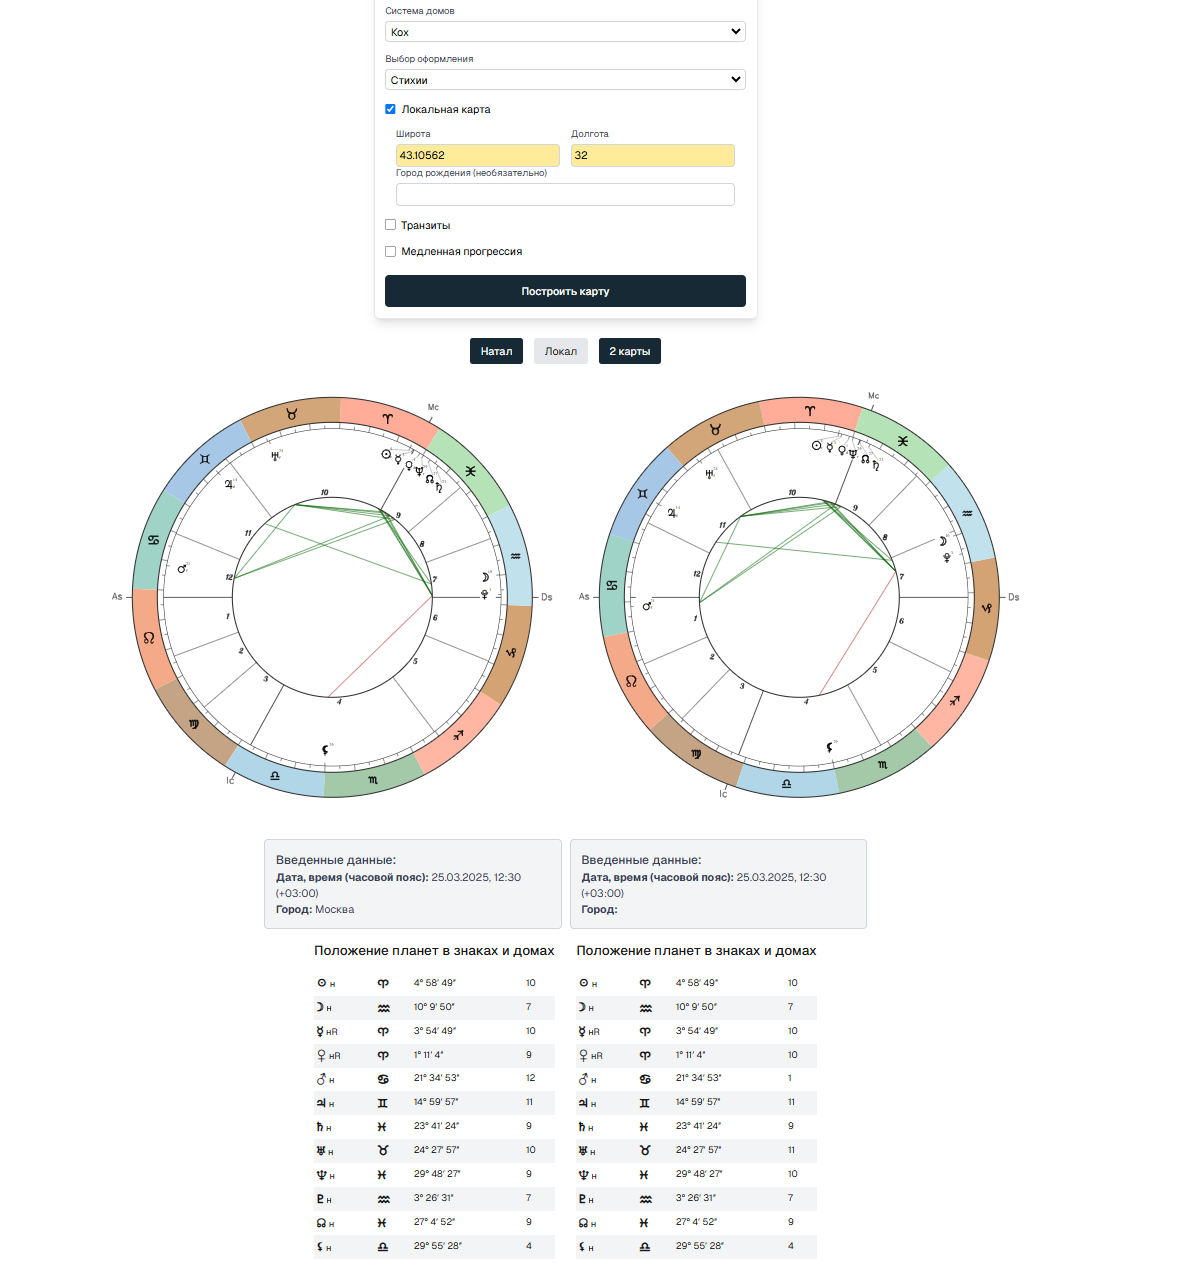 Система домов
Кох
Выбор оформления
Стихии
Локальная карта
Широта Долгота
43.10562 32
Город рождения (необязательно)
Транзиты
Медленная прогрессия
Построить карту
Натал Локал 2 карты
Mc
As
Ds
Ic
10
9
8
7
6
5
4
3
2
1
12
11
Mc
As
Ds
Ic
10
9
8
7
6
5
4
3
2
1
12
11
Введенные данные:
Дата, время (часовой пояс): 25.03.2025, 12:30
(+03:00)
Город: Москва
Введенные данные:
Дата, время (часовой пояс): 25.03.2025, 12:30
(+03:00)
Город:
Положение планет в знаках и домах
☉ н ♈ 4° 58′ 49″ 10
☽ н ♒ 10° 9′ 50″ 7
☿ нR ♈ 3° 54′ 49″ 10
♀ нR ♈ 1° 11′ 4″ 9
♂ н ♋ 21° 34′ 53″ 12
♃ н ♊ 14° 59′ 57″ 11
♄ н ♓ 23° 41′ 24″ 9
♅ н ♉ 24° 27′ 57″ 10
♆ н ♓ 29° 48′ 27″ 9
♇ н ♒ 3° 26′ 31″ 7
☊ н ♓ 27° 4′ 52″ 9
⚸ н ♎ 29° 55′ 28″ 4
Положение планет в знаках и домах
☉ н ♈ 4° 58′ 49″ 10
☽ н ♒ 10° 9′ 50″ 7
☿ нR ♈ 3° 54′ 49″ 10
♀ нR ♈ 1° 11′ 4″ 10
♂ н ♋ 21° 34′ 53″ 1
♃ н ♊ 14° 59′ 57″ 11
♄ н ♓ 23° 41′ 24″ 9
♅ н ♉ 24° 27′ 57″ 11
♆ н ♓ 29° 48′ 27″ 10
♇ н ♒ 3° 26′ 31″ 7
☊ н ♓ 27° 4′ 52″ 9
⚸ н ♎ 29° 55′ 28″ 4